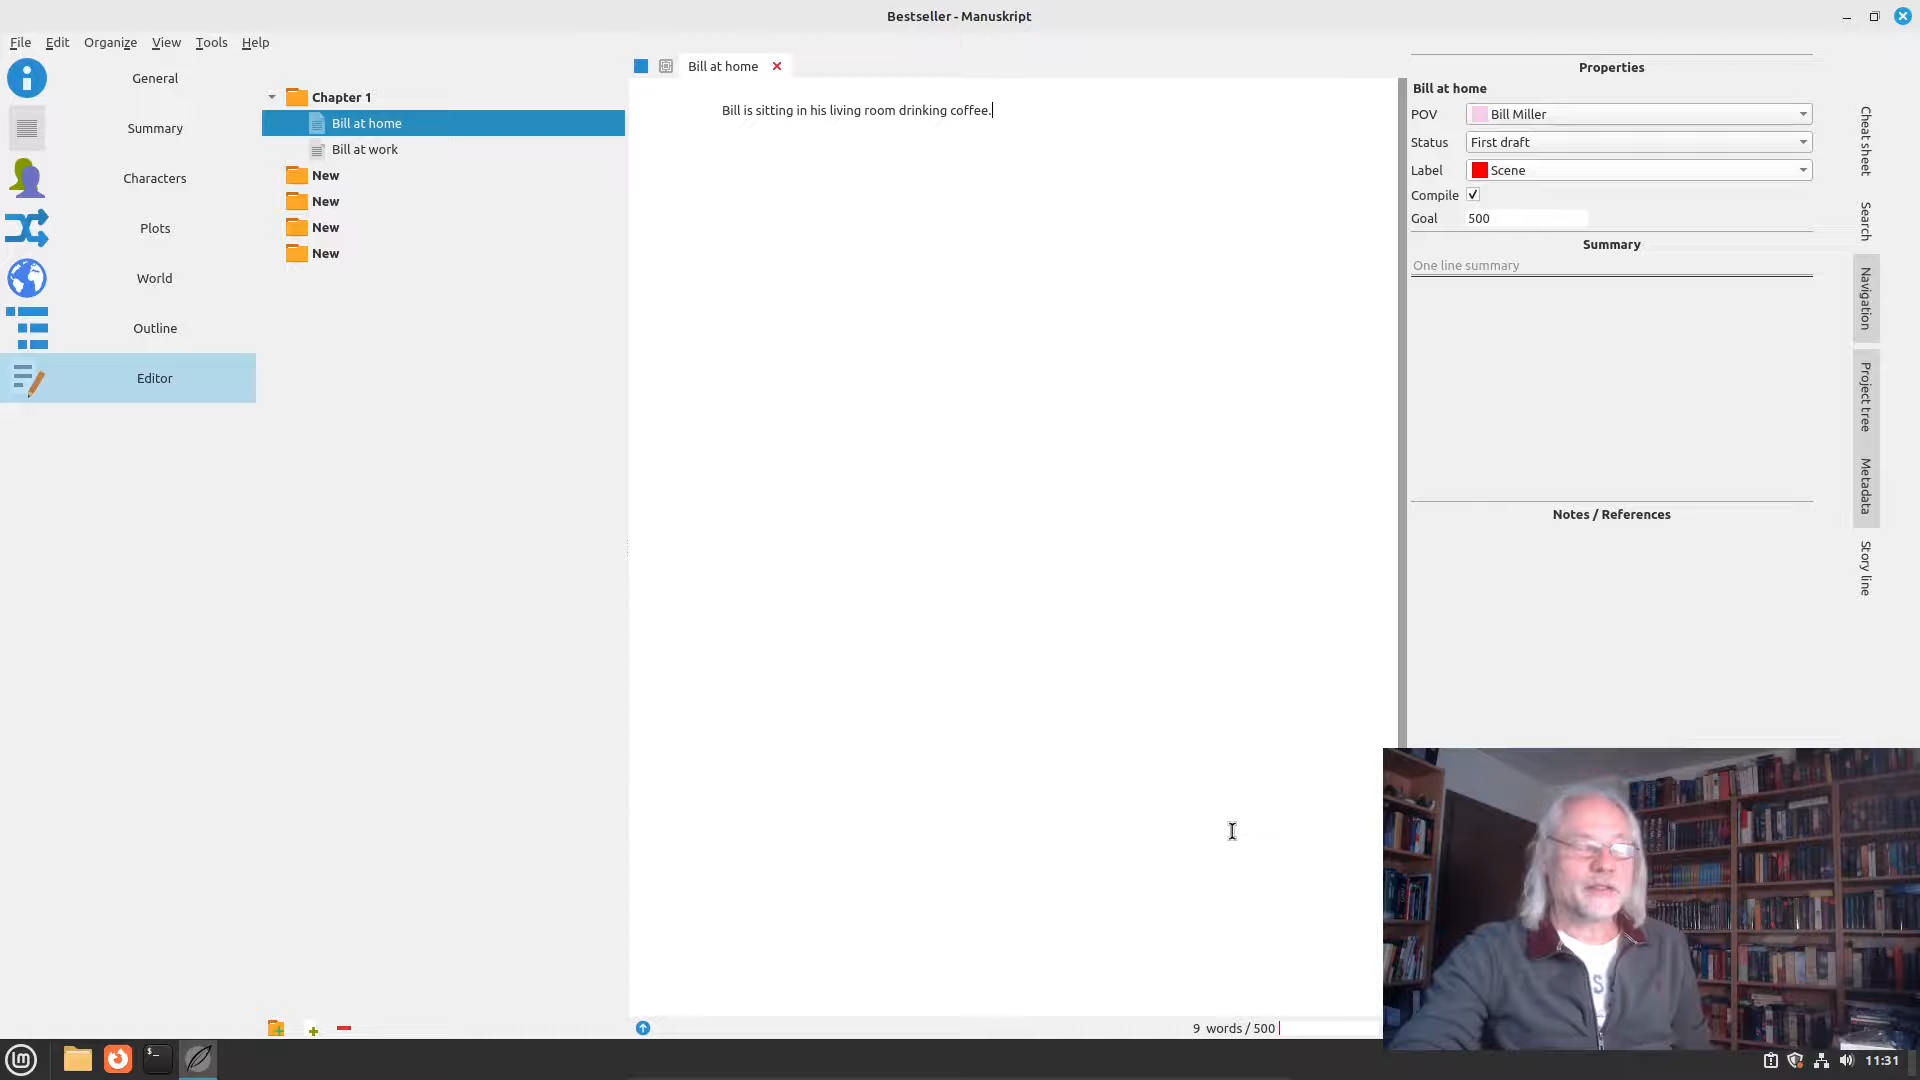 Bestseller - Manuskript
File Edit Organize View Tools Help
General
Summary
Characters
Plots
World
Outline
Editor
Chapter 1
Bill at home
Bill at work
New
New
New
New
Bill at home
Bill is sitting in his living room drinking coffee.
9 words / 500
Properties
Bill at home
POV Bill Miller
Status First draft
Label Scene
Compile
Goal 500
Summary
One line summary
Notes / References
Cheat sheet
Search
Navigation
Project tree
Metadata
Story line
11:31